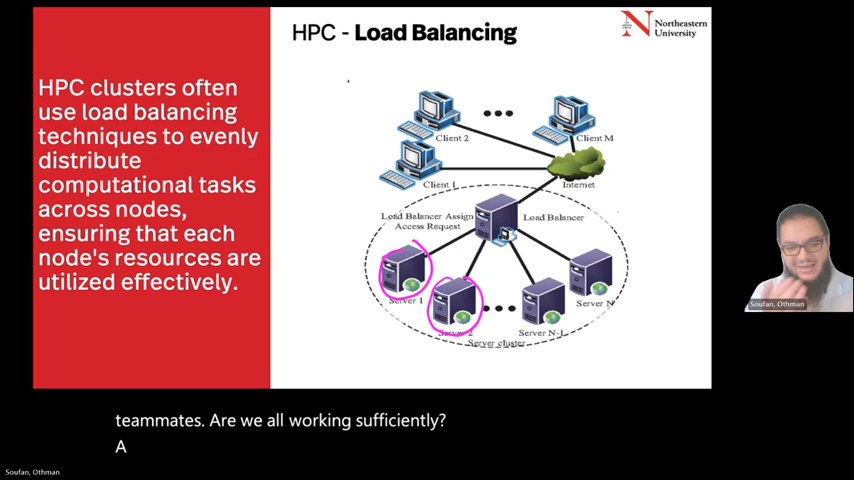 HPC - Load Balancing
N
Northeastern
University
HPC clusters often
use load balancing
techniques to evenly
distribute
computational tasks
across nodes,
ensuring that each
node's resources are
utilized effectively.
Client 2
Client M
Client 1
Internet
Load Balancer Assign
Access Request
Load Balancer
Server 1
Server 2
Server N-1
Server N
Server cluster
Soufan, Othman
teammates. Are we all working sufficiently?
A
Soufan, Othman